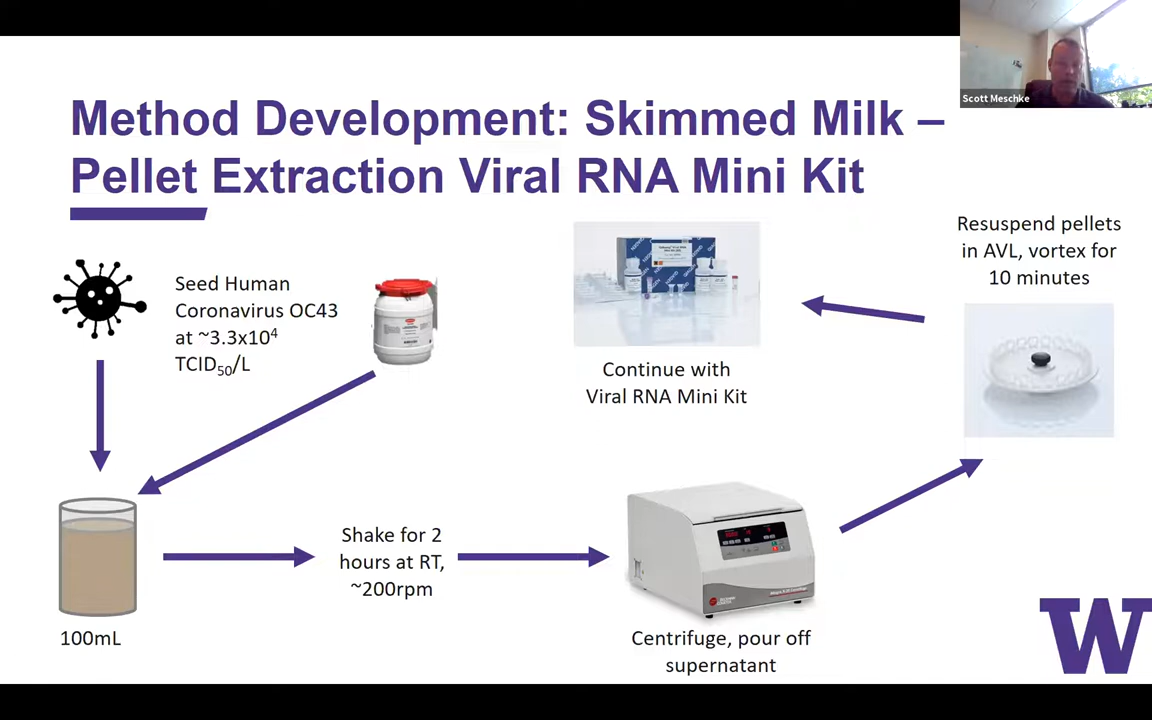 Scott Meschke
Method Development: Skimmed Milk –
Pellet Extraction Viral RNA Mini Kit
Resuspend pellets
in AVL, vortex for
10 minutes
Seed Human
Coronavirus OC43
at ~3.3x10⁴
TCID₅₀/L
Continue with
Viral RNA Mini Kit
Shake for 2
hours at RT,
~200rpm
100mL
Centrifuge, pour off
supernatant
W